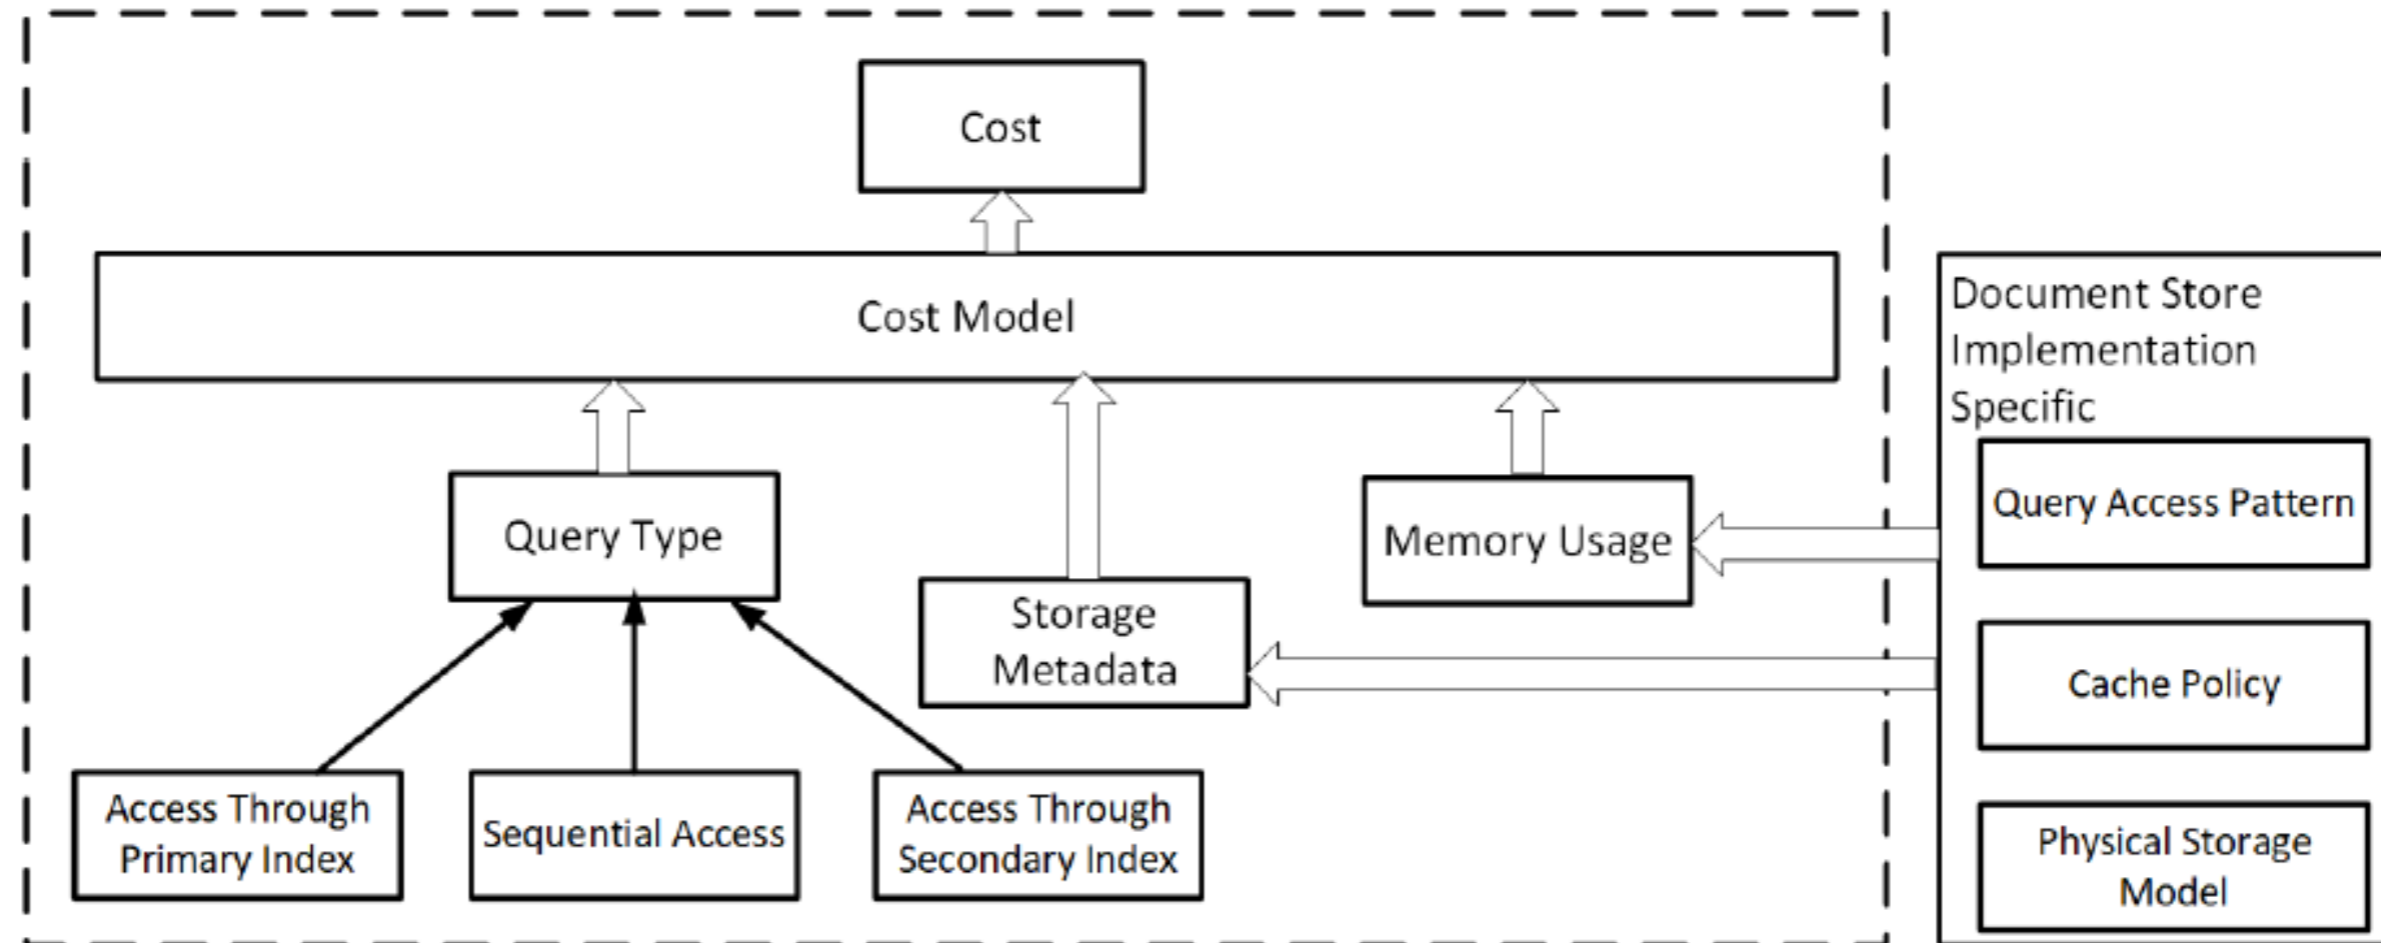 Cost
Cost Model
Document Store
Implementation
Specific
Query Access Pattern
Query Type
Memory Usage
Storage
Metadata
Cache Policy
Access Through
Primary Index
Sequential Access
Access Through
Secondary Index
Physical Storage
Model